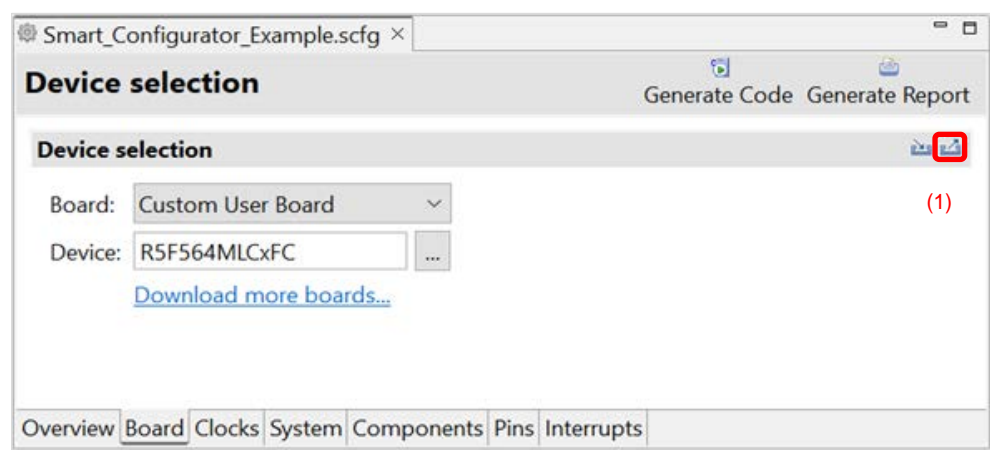 Smart_Configurator_Example.scfg ×
Device selection
Generate Code Generate Report
Device selection
(1)
Board: Custom User Board
Device: R5F564MLCxFC ...
Download more boards...
Overview Board Clocks System Components Pins Interrupts